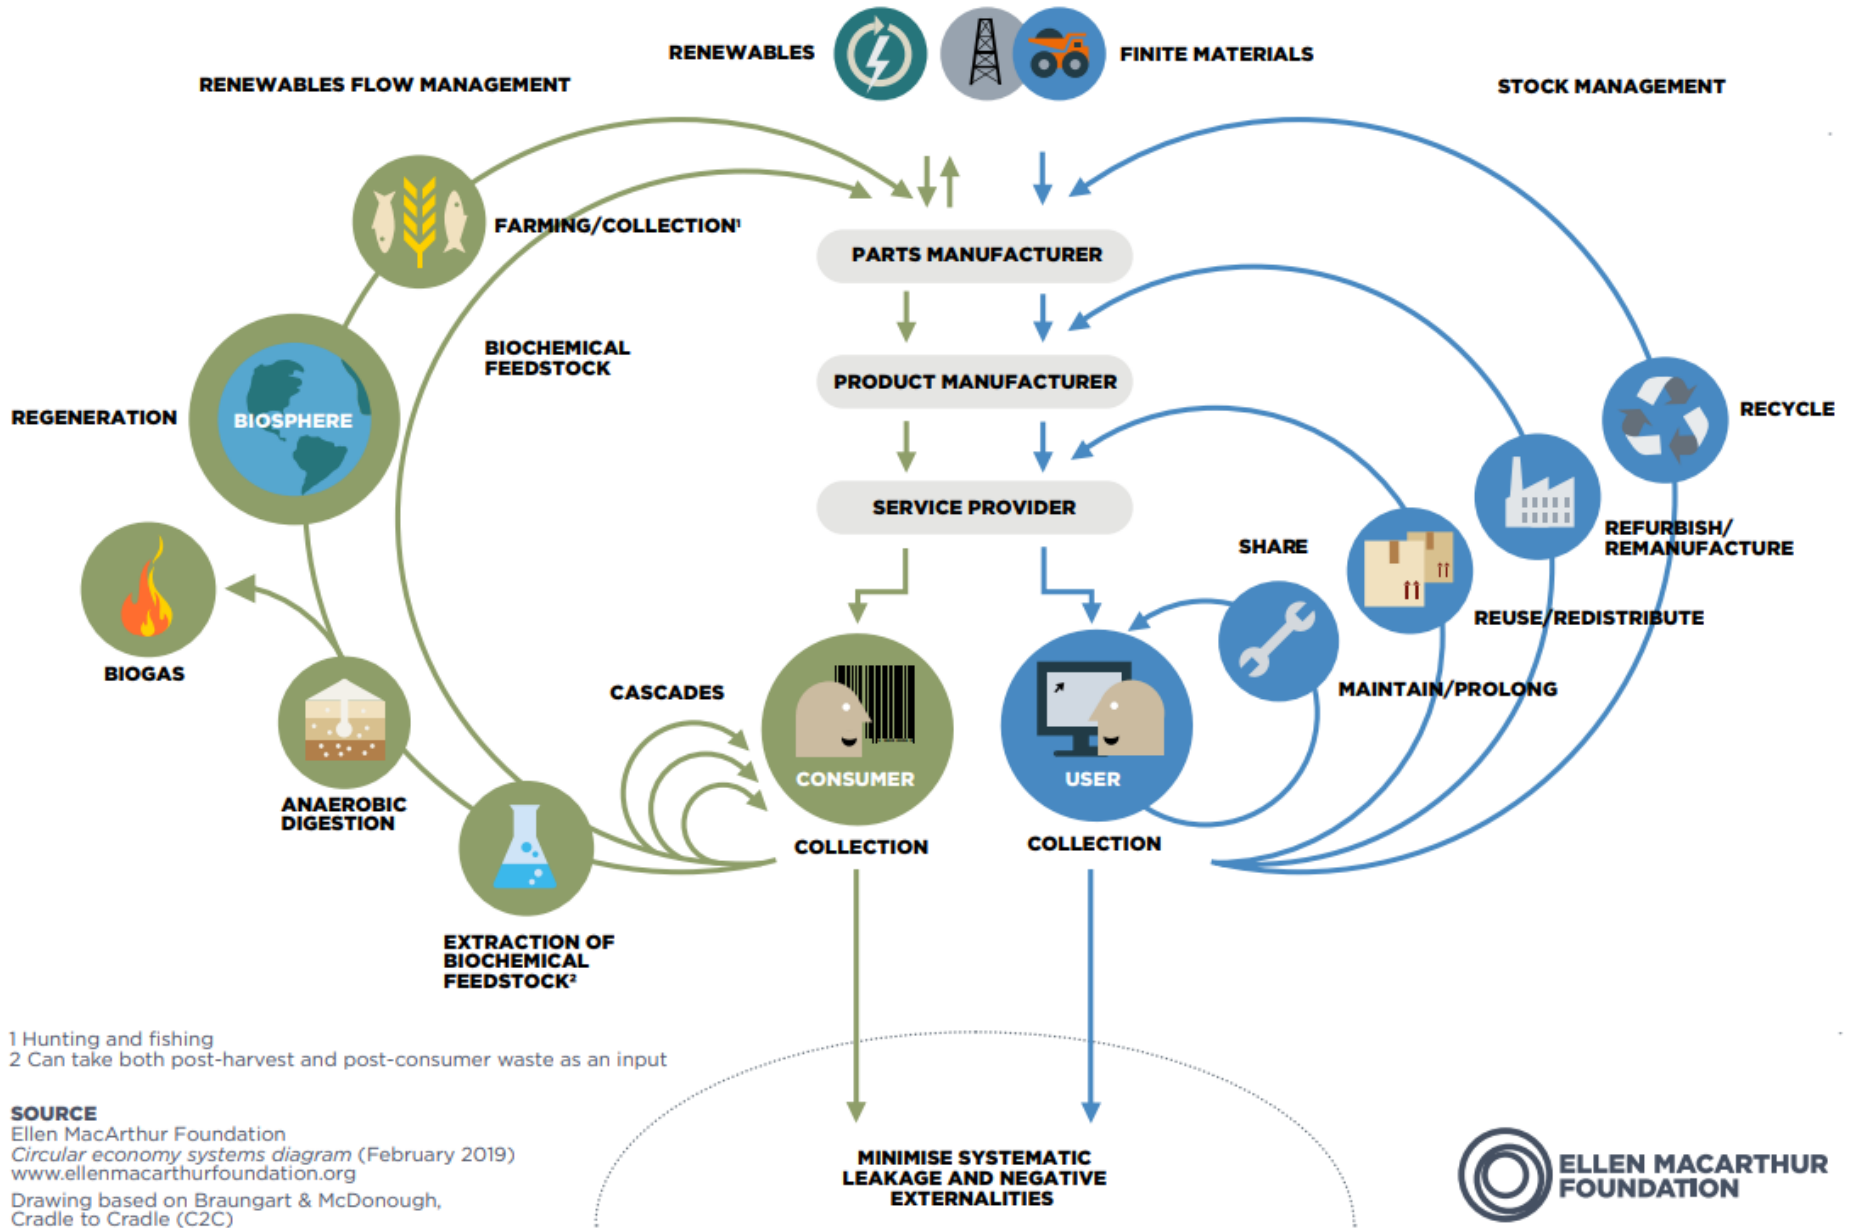 RENEWABLES
FINITE MATERIALS
RENEWABLES FLOW MANAGEMENT
STOCK MANAGEMENT
FARMING/COLLECTION¹
PARTS MANUFACTURER
BIOCHEMICAL
FEEDSTOCK
PRODUCT MANUFACTURER
REGENERATION
BIOSPHERE
RECYCLE
SERVICE PROVIDER
REFURBISH/
REMANUFACTURE
SHARE
REUSE/REDISTRIBUTE
BIOGAS
CASCADES
MAINTAIN/PROLONG
CONSUMER
USER
ANAEROBIC
DIGESTION
COLLECTION
COLLECTION
EXTRACTION OF
BIOCHEMICAL
FEEDSTOCK²
1 Hunting and fishing
2 Can take both post-harvest and post-consumer waste as an input
SOURCE
Ellen MacArthur Foundation
Circular economy systems diagram (February 2019)
www.ellenmacarthurfoundation.org
Drawing based on Braungart & McDonough,
Cradle to Cradle (C2C)
MINIMISE SYSTEMATIC
LEAKAGE AND NEGATIVE
EXTERNALITIES
ELLEN MACARTHUR
FOUNDATION